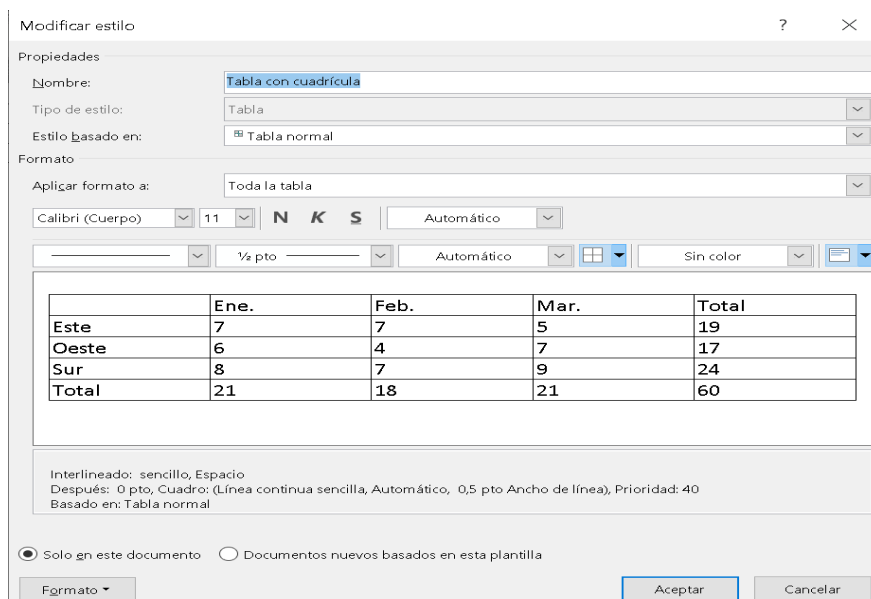 Modificar estilo ?
Propiedades
Nombre: Tabla con cuadrícula
Tipo de estilo: Tabla
Estilo basado en: Tabla normal
Formato
Aplicar formato a: Toda la tabla
Calibri (Cuerpo) 11 N K S Automático
½ pto Automático Sin color
Ene. Feb. Mar. Total
Este 7 7 5 19
Oeste 6 4 7 17
Sur 8 7 9 24
Total 21 18 21 60
Interlineado: sencillo, Espacio
Después: 0 pto, Cuadro: (Línea continua sencilla, Automático, 0,5 pto Ancho de línea), Prioridad: 40
Basado en: Tabla normal
Solo en este documento Documentos nuevos basados en esta plantilla
Formato Aceptar Cancelar